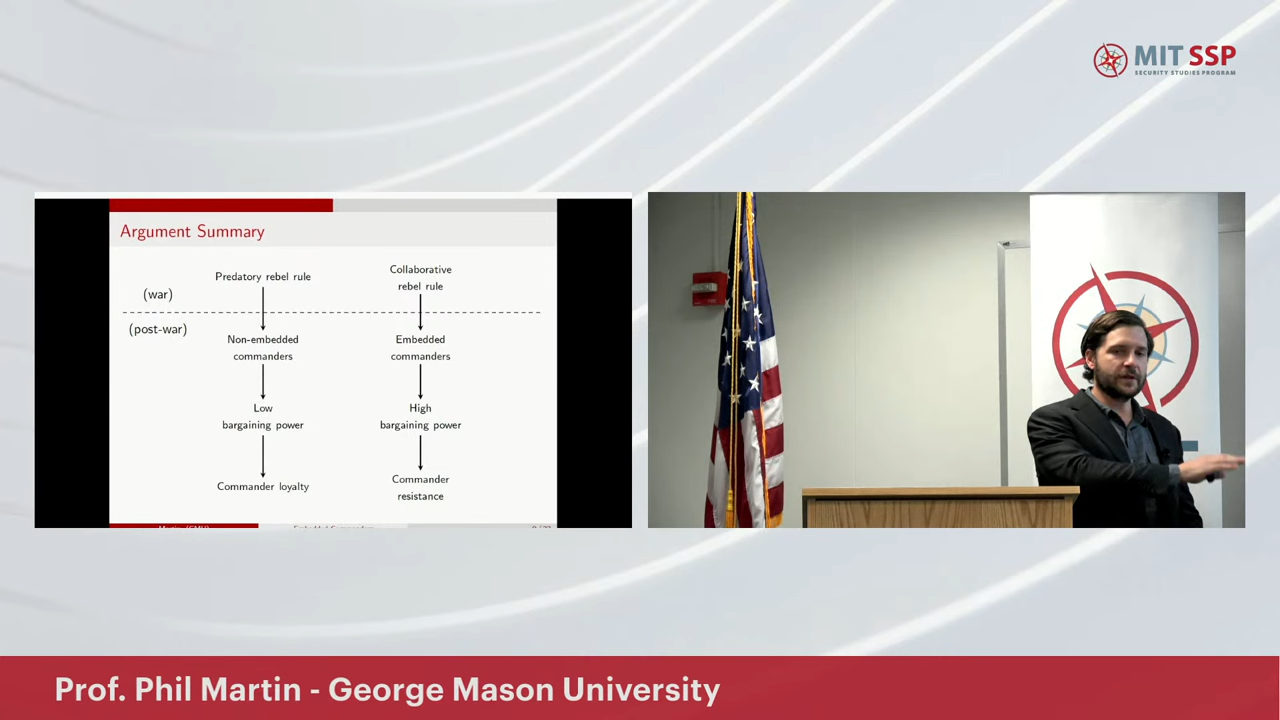 MIT SSP
SECURITY STUDIES PROGRAM
Argument Summary
Predatory rebel rule
Collaborative
rebel rule
(war)
(post-war)
Non-embedded
commanders
Embedded
commanders
Low
bargaining power
High
bargaining power
Commander loyalty
Commander
resistance
Prof. Phil Martin - George Mason University